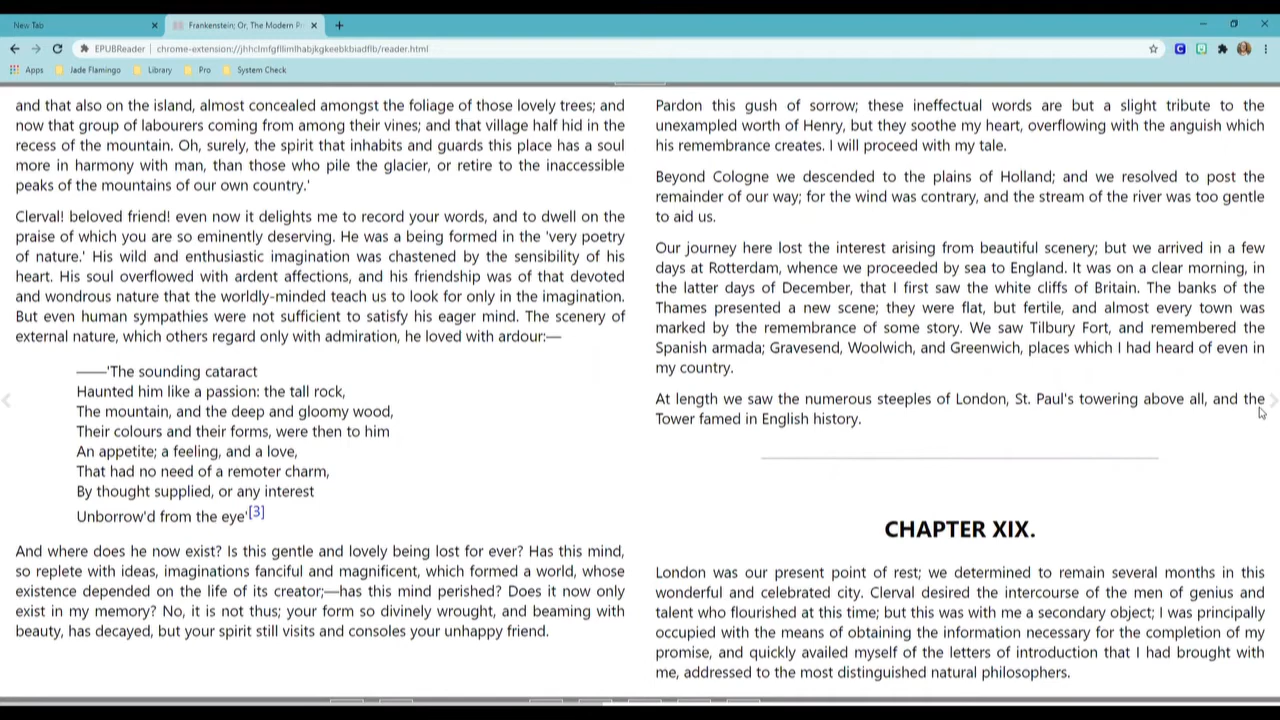 New Tab
Frankenstein; Or, The Modern Pr
EPUBReader | chrome-extension://jhhclmfgfllimlhabjkgkeebkbiadflb/reader.html
Apps Jade Flamingo Library Pro System Check
and that also on the island, almost concealed amongst the foliage of those lovely trees; and
now that group of labourers coming from among their vines; and that village half hid in the
recess of the mountain. Oh, surely, the spirit that inhabits and guards this place has a soul
more in harmony with man, than those who pile the glacier, or retire to the inaccessible
peaks of the mountains of our own country.'
Clerval! beloved friend! even now it delights me to record your words, and to dwell on the
praise of which you are so eminently deserving. He was a being formed in the 'very poetry
of nature.' His wild and enthusiastic imagination was chastened by the sensibility of his
heart. His soul overflowed with ardent affections, and his friendship was of that devoted
and wondrous nature that the worldly-minded teach us to look for only in the imagination.
But even human sympathies were not sufficient to satisfy his eager mind. The scenery of
external nature, which others regard only with admiration, he loved with ardour:—
——'The sounding cataract
Haunted him like a passion: the tall rock,
The mountain, and the deep and gloomy wood,
Their colours and their forms, were then to him
An appetite; a feeling, and a love,
That had no need of a remoter charm,
By thought supplied, or any interest
Unborrow'd from the eye'[3]
And where does he now exist? Is this gentle and lovely being lost for ever? Has this mind,
so replete with ideas, imaginations fanciful and magnificent, which formed a world, whose
existence depended on the life of its creator;—has this mind perished? Does it now only
exist in my memory? No, it is not thus; your form so divinely wrought, and beaming with
beauty, has decayed, but your spirit still visits and consoles your unhappy friend.
Pardon this gush of sorrow; these ineffectual words are but a slight tribute to the
unexampled worth of Henry, but they soothe my heart, overflowing with the anguish which
his remembrance creates. I will proceed with my tale.
Beyond Cologne we descended to the plains of Holland; and we resolved to post the
remainder of our way; for the wind was contrary, and the stream of the river was too gentle
to aid us.
Our journey here lost the interest arising from beautiful scenery; but we arrived in a few
days at Rotterdam, whence we proceeded by sea to England. It was on a clear morning, in
the latter days of December, that I first saw the white cliffs of Britain. The banks of the
Thames presented a new scene; they were flat, but fertile, and almost every town was
marked by the remembrance of some story. We saw Tilbury Fort, and remembered the
Spanish armada; Gravesend, Woolwich, and Greenwich, places which I had heard of even in
my country.
At length we saw the numerous steeples of London, St. Paul's towering above all, and the
Tower famed in English history.
CHAPTER XIX.
London was our present point of rest; we determined to remain several months in this
wonderful and celebrated city. Clerval desired the intercourse of the men of genius and
talent who flourished at this time; but this was with me a secondary object; I was principally
occupied with the means of obtaining the information necessary for the completion of my
promise, and quickly availed myself of the letters of introduction that I had brought with
me, addressed to the most distinguished natural philosophers.